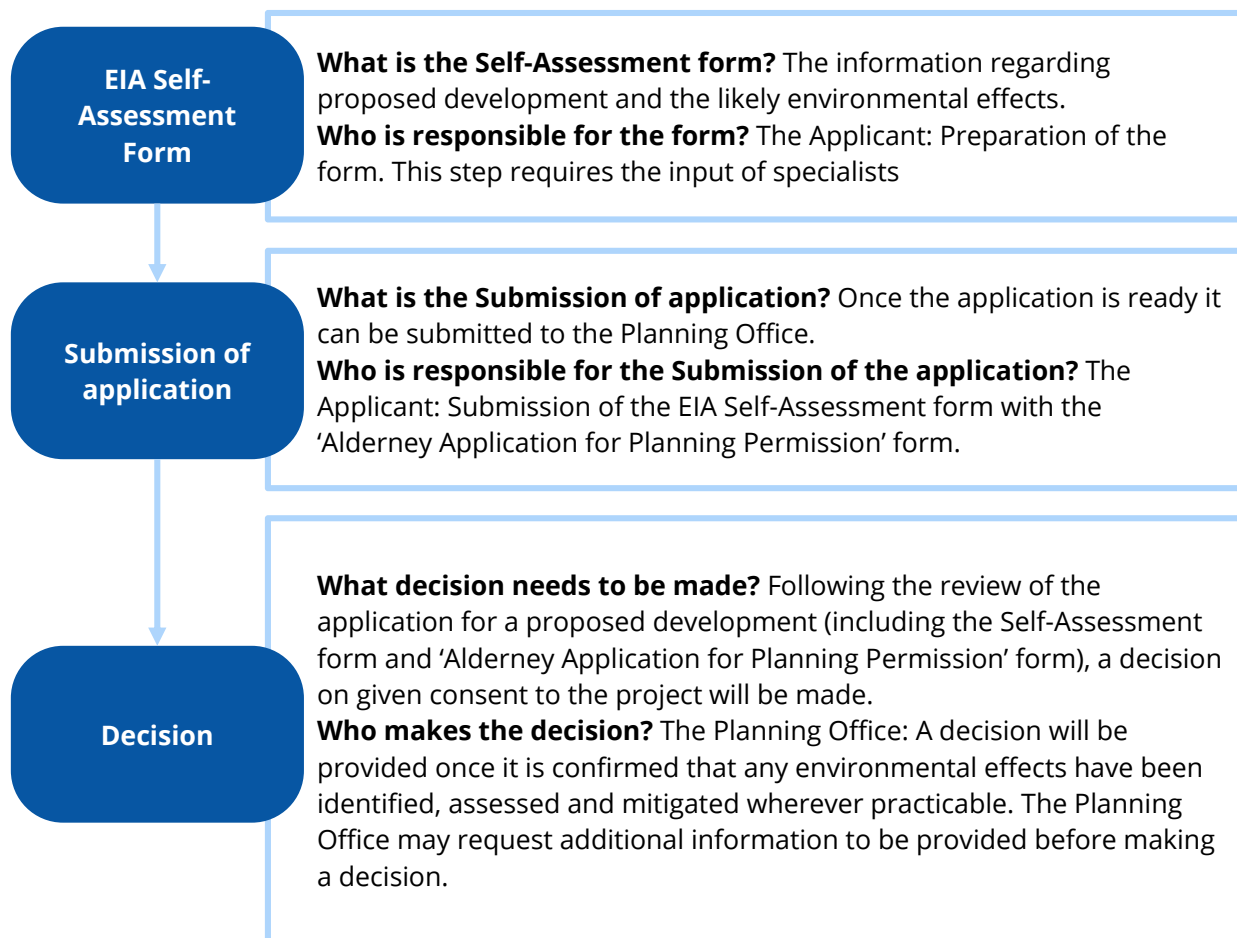 EIA Self-
Assessment
Form
What is the Self-Assessment form? The information regarding
proposed development and the likely environmental effects.
Who is responsible for the form? The Applicant: Preparation of the
form. This step requires the input of specialists
Submission of
application
What is the Submission of application? Once the application is ready it
can be submitted to the Planning Office.
Who is responsible for the Submission of the application? The
Applicant: Submission of the EIA Self-Assessment form with the
‘Alderney Application for Planning Permission’ form.
Decision
What decision needs to be made? Following the review of the
application for a proposed development (including the Self-Assessment
form and ‘Alderney Application for Planning Permission’ form), a decision
on given consent to the project will be made.
Who makes the decision? The Planning Office: A decision will be
provided once it is confirmed that any environmental effects have been
identified, assessed and mitigated wherever practicable. The Planning
Office may request additional information to be provided before making
a decision.